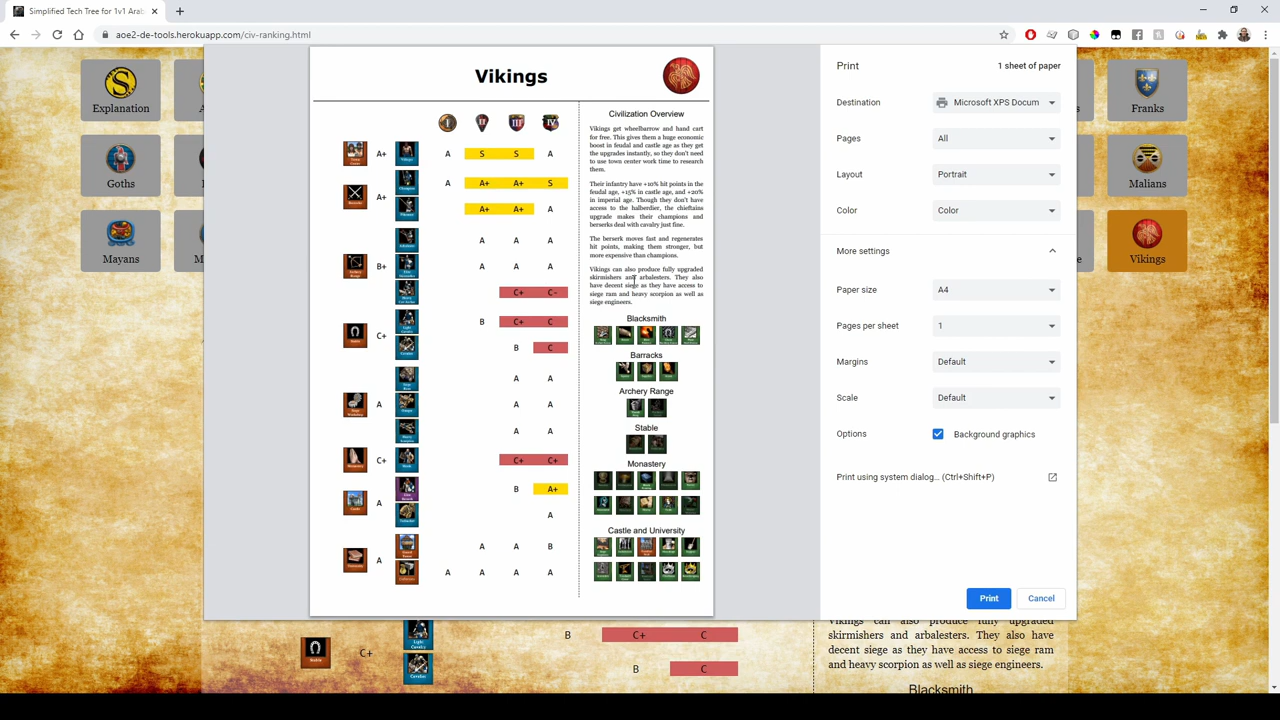 Simplified Tech Tree for 1v1 Arab
aoe2-de-tools.herokuapp.com/civ-ranking.html
Explanation
Franks
Goths
Malians
Mayans
Vikings
Vikings
I II III IV
A+ A S S A
A+ A A+ A+ S
A+ A+ A
A A A
B+ A A A
C+ C-
C+ B C+ C
B C
A A
A A A
A A
C+ C+ C+
A B A+
A
A A A B
A A A A
Civilization Overview
Vikings get wheelbarrow and hand cart
for free. This gives them a huge economic
boost in feudal and castle age as they get
the upgrades instantly, so they don't need
to use town center work time to research
them.
Their infantry have +10% hit points in the
feudal age, +15% in castle age, and +20%
in imperial age. Though they don't have
access to the halberdier, the chieftains
upgrade makes their champions and
berserks deal with cavalry just fine.
The berserk moves fast and regenerates
hit points, making them stronger, but
more expensive than champions.
Vikings can also produce fully upgraded
skirmishers and arbalesters. They also
have decent siege as they have access to
siege ram and heavy scorpion as well as
siege engineers.
Blacksmith
Barracks
Archery Range
Stable
Monastery
Castle and University
Print
1 sheet of paper
Destination
Microsoft XPS Docum
Pages
All
Layout
Portrait
Color
Color
More settings
Paper size
A4
Pages per sheet
1
Margins
Default
Scale
Default
Options
Background graphics
Print using system dialog… (Ctrl+Shift+P)
Print
Cancel
Stable
C+
Light
Cavalry
B C+ C
Cavalier
B C
Vikings can also produce fully upgraded
skirmishers and arbalesters. They also have
decent siege as they have access to siege ram
and heavy scorpion as well as siege engineers.
Blacksmith